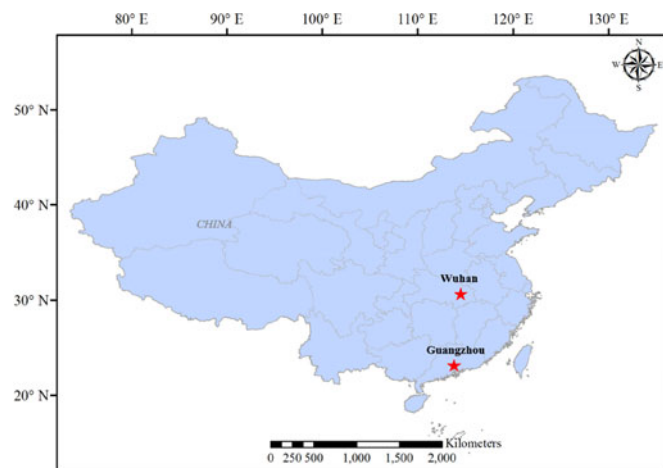 80° E 90° E 100° E 110° E 120° E 130° E
N
W E
S
50° N
40° N
CHINA
Wuhan
30° N
Guangzhou
20° N
Kilometers
0 250 500 1,000 1,500 2,000